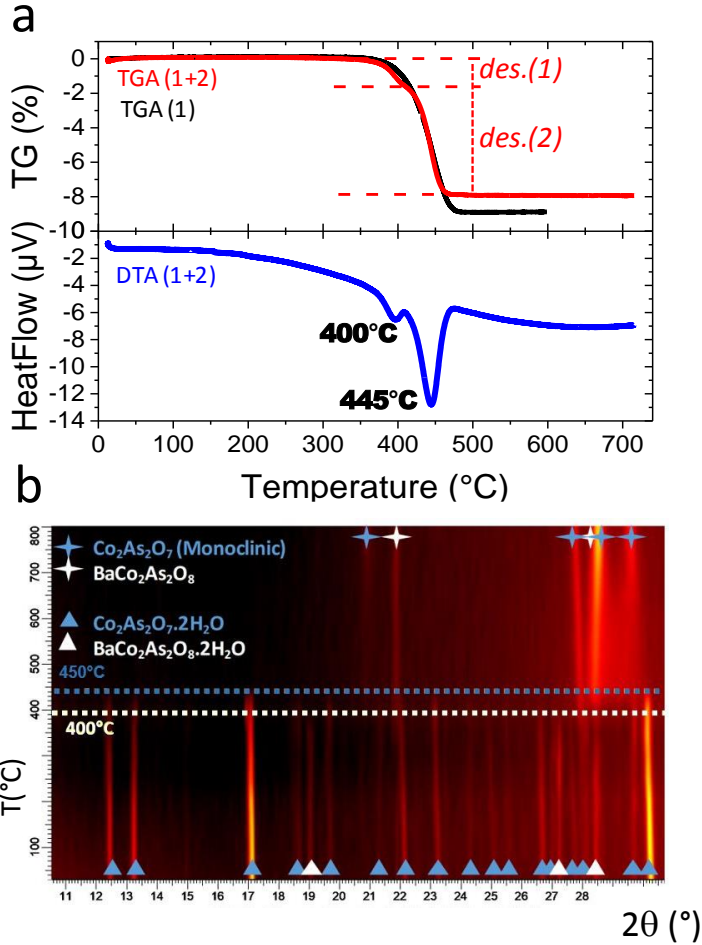 a
0
-2
-4
-6
-8
-10
TG (%)
TGA (1+2)
TGA (1)
des.(1)
des.(2)
-2
-4
-6
-8
-10
-12
-14
HeatFlow (µV)
DTA (1+2)
400°C
445°C
0 100 200 300 400 500 600 700
Temperature (°C)
b
800
700
600
500
400
100
T(°C)
Co₂As₂O₇ (Monoclinic)
BaCo₂As₂O₈
Co₂As₂O₇.2H₂O
BaCo₂As₂O₈.2H₂O
450°C
400°C
11 12 13 14 15 16 17 18 19 20 21 22 23 24 25 26 27 28
2θ (°)